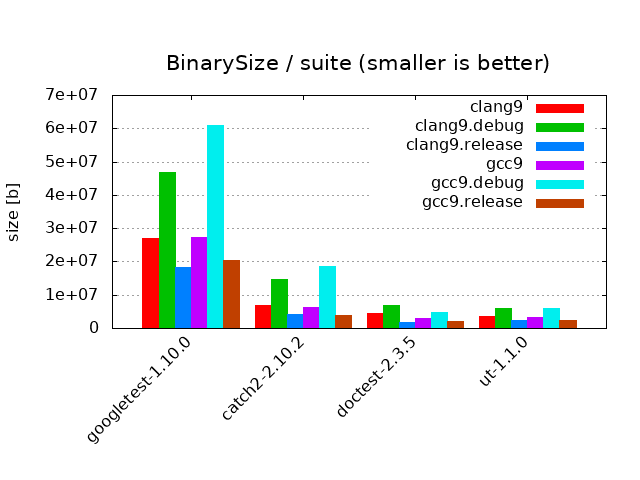 BinarySize / suite (smaller is better)
7e+07
6e+07
5e+07
4e+07
3e+07
2e+07
1e+07
0
size [b]
clang9
clang9.debug
clang9.release
gcc9
gcc9.debug
gcc9.release
googletest-1.10.0
catch2-2.10.2
doctest-2.3.5
ut-1.1.0